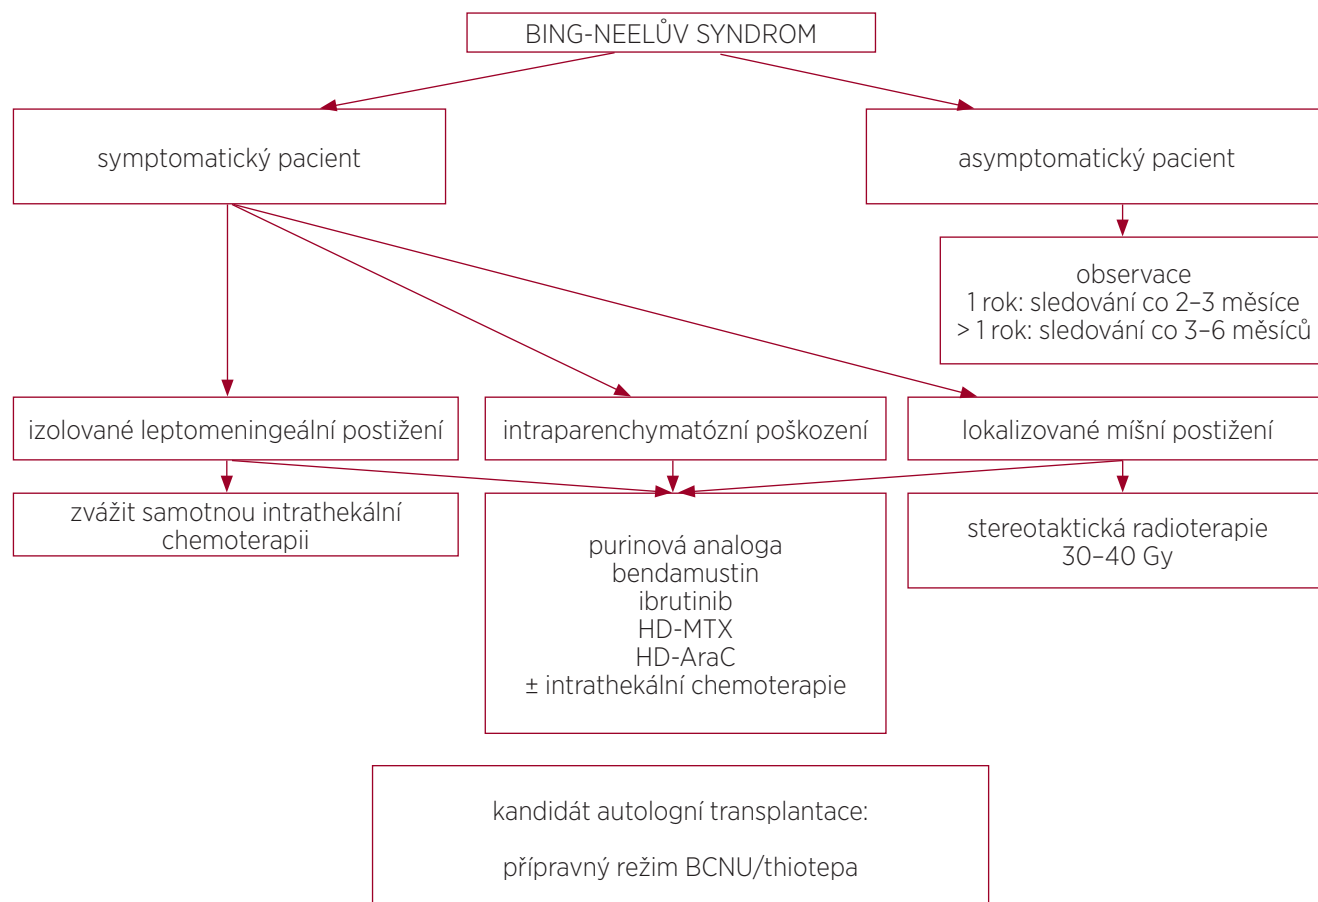 BING-NEELŮV SYNDROM
symptomatický pacient
asymptomatický pacient
observace
1 rok: sledování co 2–3 měsíce
> 1 rok: sledování co 3–6 měsíců
izolované leptomeningeální postižení
intraparenchymatózní poškození
lokalizované míšní postižení
zvážit samotnou intrathekální
chemoterapii
purinová analoga
bendamustin
ibrutinib
HD-MTX
HD-AraC
± intrathekální chemoterapie
stereotaktická radioterapie
30–40 Gy
kandidát autologní transplantace:
přípravný režim BCNU/thiotepa